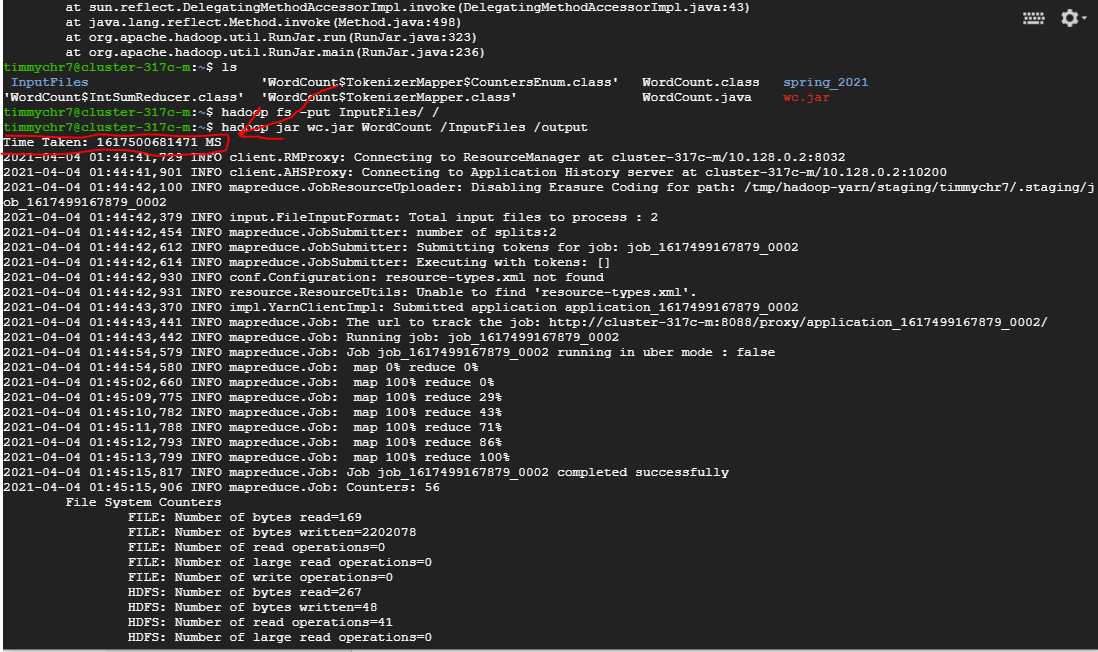 at sun.reflect.DelegatingMethodAccessorImpl.invoke(DelegatingMethodAccessorImpl.java:43)
at java.lang.reflect.Method.invoke(Method.java:498)
at org.apache.hadoop.util.RunJar.run(RunJar.java:323)
at org.apache.hadoop.util.RunJar.main(RunJar.java:236)
timmychr7@cluster-317c-m:~$ ls
InputFiles 'WordCount$TokenizerMapper$CountersEnum.class' WordCount.class spring_2021
'WordCount$IntSumReducer.class' 'WordCount$TokenizerMapper.class' WordCount.java wc.jar
timmychr7@cluster-317c-m:~$ hadoop fs -put InputFiles/ /
timmychr7@cluster-317c-m:~$ hadoop jar wc.jar WordCount /InputFiles /output
Time Taken: 1617500681471 MS
2021-04-04 01:44:41,729 INFO client.RMProxy: Connecting to ResourceManager at cluster-317c-m/10.128.0.2:8032
2021-04-04 01:44:41,901 INFO client.AHSProxy: Connecting to Application History server at cluster-317c-m/10.128.0.2:10200
2021-04-04 01:44:42,100 INFO mapreduce.JobResourceUploader: Disabling Erasure Coding for path: /tmp/hadoop-yarn/staging/timmychr7/.staging/j
ob_1617499167879_0002
2021-04-04 01:44:42,379 INFO input.FileInputFormat: Total input files to process : 2
2021-04-04 01:44:42,454 INFO mapreduce.JobSubmitter: number of splits:2
2021-04-04 01:44:42,612 INFO mapreduce.JobSubmitter: Submitting tokens for job: job_1617499167879_0002
2021-04-04 01:44:42,614 INFO mapreduce.JobSubmitter: Executing with tokens: []
2021-04-04 01:44:42,930 INFO conf.Configuration: resource-types.xml not found
2021-04-04 01:44:42,931 INFO resource.ResourceUtils: Unable to find 'resource-types.xml'.
2021-04-04 01:44:43,370 INFO impl.YarnClientImpl: Submitted application application_1617499167879_0002
2021-04-04 01:44:43,441 INFO mapreduce.Job: The url to track the job: http://cluster-317c-m:8088/proxy/application_1617499167879_0002/
2021-04-04 01:44:43,442 INFO mapreduce.Job: Running job: job_1617499167879_0002
2021-04-04 01:44:54,579 INFO mapreduce.Job: Job job_1617499167879_0002 running in uber mode : false
2021-04-04 01:44:54,580 INFO mapreduce.Job:  map 0% reduce 0%
2021-04-04 01:45:02,660 INFO mapreduce.Job:  map 100% reduce 0%
2021-04-04 01:45:09,775 INFO mapreduce.Job:  map 100% reduce 29%
2021-04-04 01:45:10,782 INFO mapreduce.Job:  map 100% reduce 43%
2021-04-04 01:45:11,788 INFO mapreduce.Job:  map 100% reduce 71%
2021-04-04 01:45:12,793 INFO mapreduce.Job:  map 100% reduce 86%
2021-04-04 01:45:13,799 INFO mapreduce.Job:  map 100% reduce 100%
2021-04-04 01:45:15,817 INFO mapreduce.Job: Job job_1617499167879_0002 completed successfully
2021-04-04 01:45:15,906 INFO mapreduce.Job: Counters: 56
File System Counters
FILE: Number of bytes read=169
FILE: Number of bytes written=2202078
FILE: Number of read operations=0
FILE: Number of large read operations=0
FILE: Number of write operations=0
HDFS: Number of bytes read=267
HDFS: Number of bytes written=48
HDFS: Number of read operations=41
HDFS: Number of large read operations=0